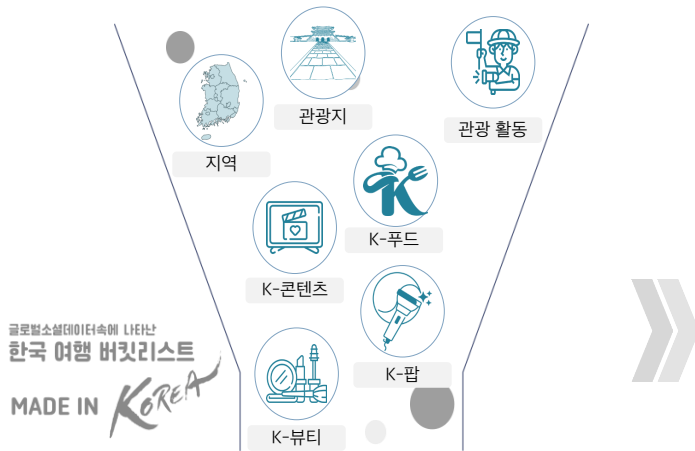 관광지
관광 활동
지역
K-푸드
K-콘텐츠
글로벌소셜데이터속에 나타난
한국 여행 버킷리스트
MADE IN KOREA
K-팝
K-뷰티